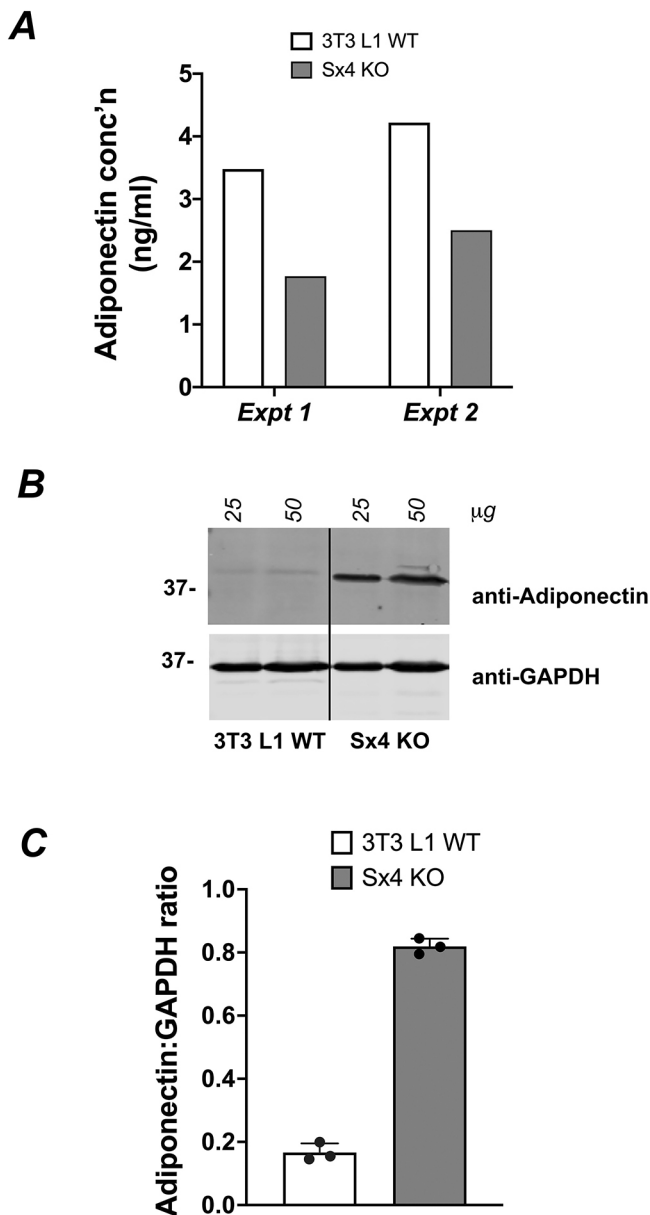 A
3T3 L1 WT
Sx4 KO
Adiponectin conc’n
(ng/ml)
5
4
3
2
1
0
Expt 1
Expt 2
B
25 50 25 50 µg
37-
anti-Adiponectin
37-
anti-GAPDH
3T3 L1 WT Sx4 KO
C
3T3 L1 WT
Sx4 KO
Adiponectin:GAPDH ratio
1.0
0.8
0.6
0.4
0.2
0.0